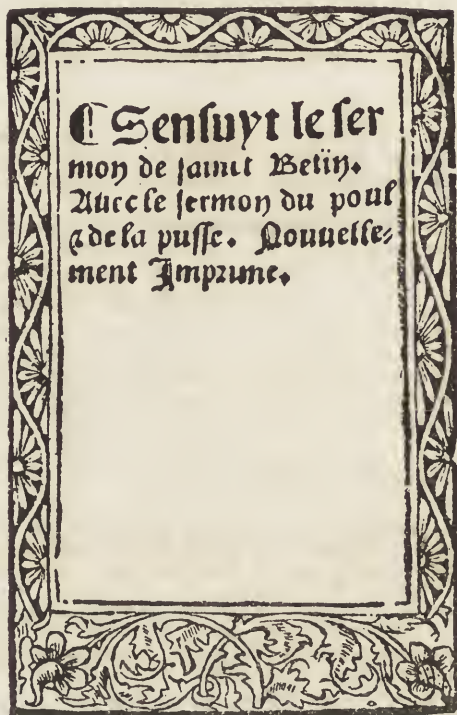 ⁋ Sensuyt le ser
mon de sainct Belin.
Auec le sermon du poul
⁊ de la pusse. Nouuelle⸗
ment Imprime.